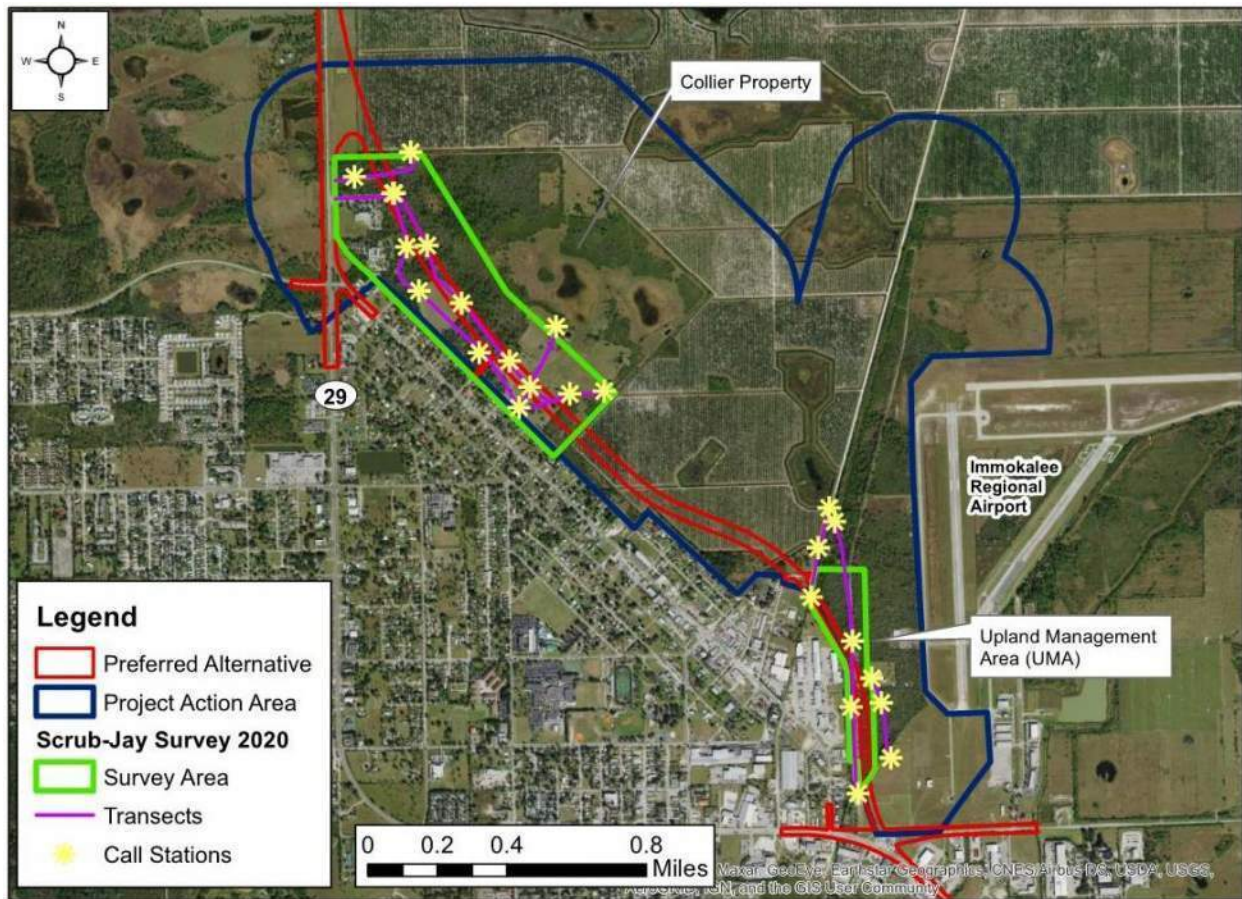 N
W E
S
Collier Property
29
Immokalee
Regional
Airport
Upland Management
Area (UMA)
Legend
Preferred Alternative
Project Action Area
Scrub-Jay Survey 2020
Survey Area
Transects
Call Stations
0 0.2 0.4 0.8
Miles
Maxar, GeoEye, Earthstar Geographics, CNES/Airbus DS, USDA, USGS,
AeroGRID, IGN, and the GIS User Community